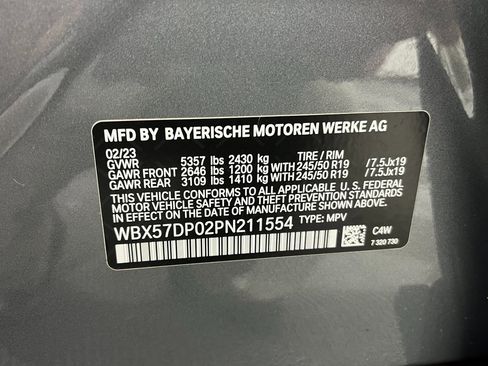 MFD BY BAYERISCHE MOTOREN WERKE AG
02/23
GVWR 5357 lbs 2430 kg TIRE / RIM
GAWR FRONT 2646 lbs 1200 kg WITH 245/50 R19 /7.5Jx19
GAWR REAR 3109 lbs 1410 kg WITH 245/50 R19 /7.5Jx19
THIS VEHICLE CONFORMS TO ALL APPLICABLE U.S. FEDERAL
MOTOR VEHICLE SAFETY, BUMPER, AND THEFT PREVENTION
STANDARDS IN EFFECT ON THE DATE OF MANUFACTURE
SHOWN ABOVE.
WBX57DP02PN211554 TYPE: MPV
C4W
7 320 730